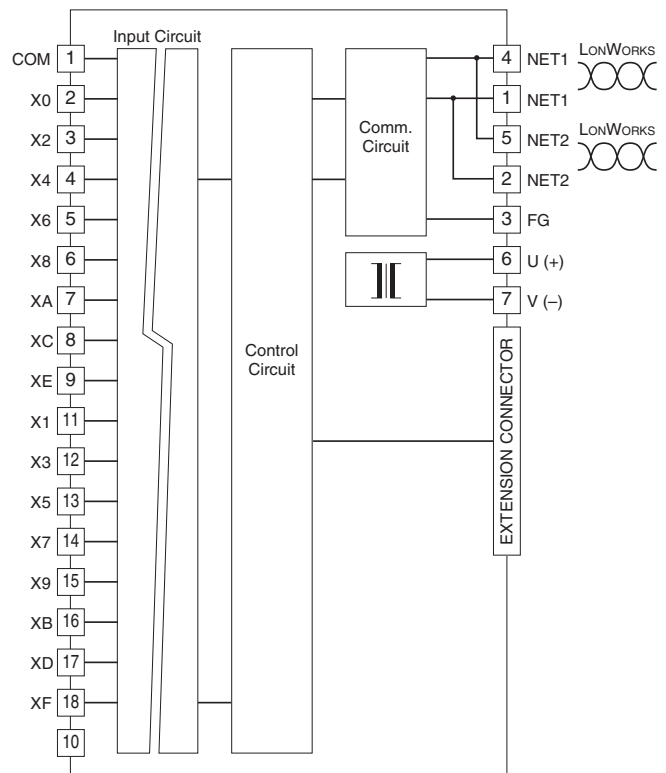 Input Circuit
COM 1
X0 2
X2 3
X4 4
X6 5
X8 6
XA 7
XC 8
XE 9
X1 11
X3 12
X5 13
X7 14
X9 15
XB 16
XD 17
XF 18
10
Control
Circuit
Comm.
Circuit
4 NET1 LONWORKS
1 NET1
5 NET2 LONWORKS
2 NET2
3 FG
6 U (+)
7 V (–)
EXTENSION CONNECTOR